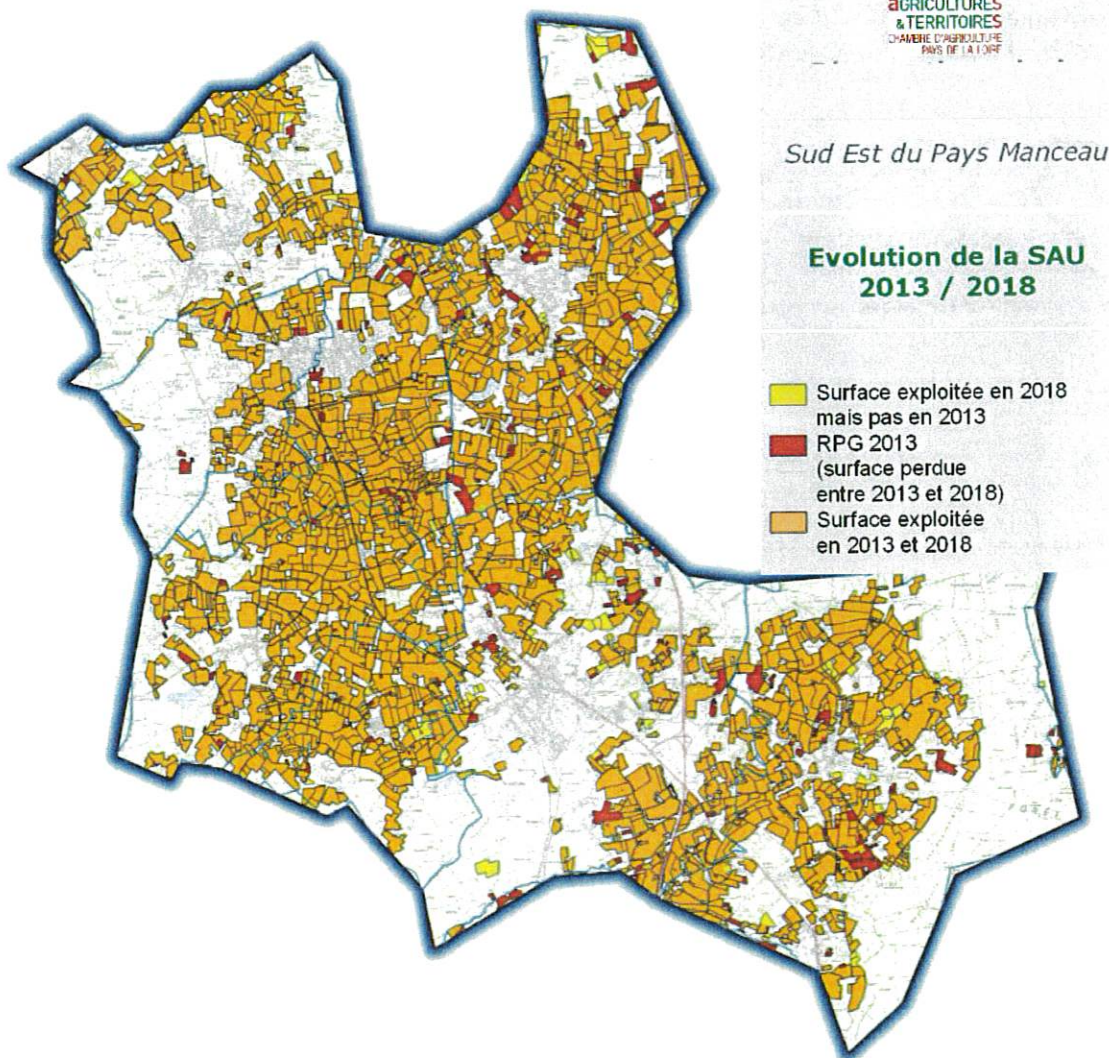 aGRICULTURES
& TERRITOIRES
CHAMBRE D'AGRICULTURE
PAYS DE LA LOIRE
Sud Est du Pays Manceau
Evolution de la SAU
2013 / 2018
Surface exploitée en 2018
mais pas en 2013
RPG 2013
(surface perdue
entre 2013 et 2018)
Surface exploitée
en 2013 et 2018